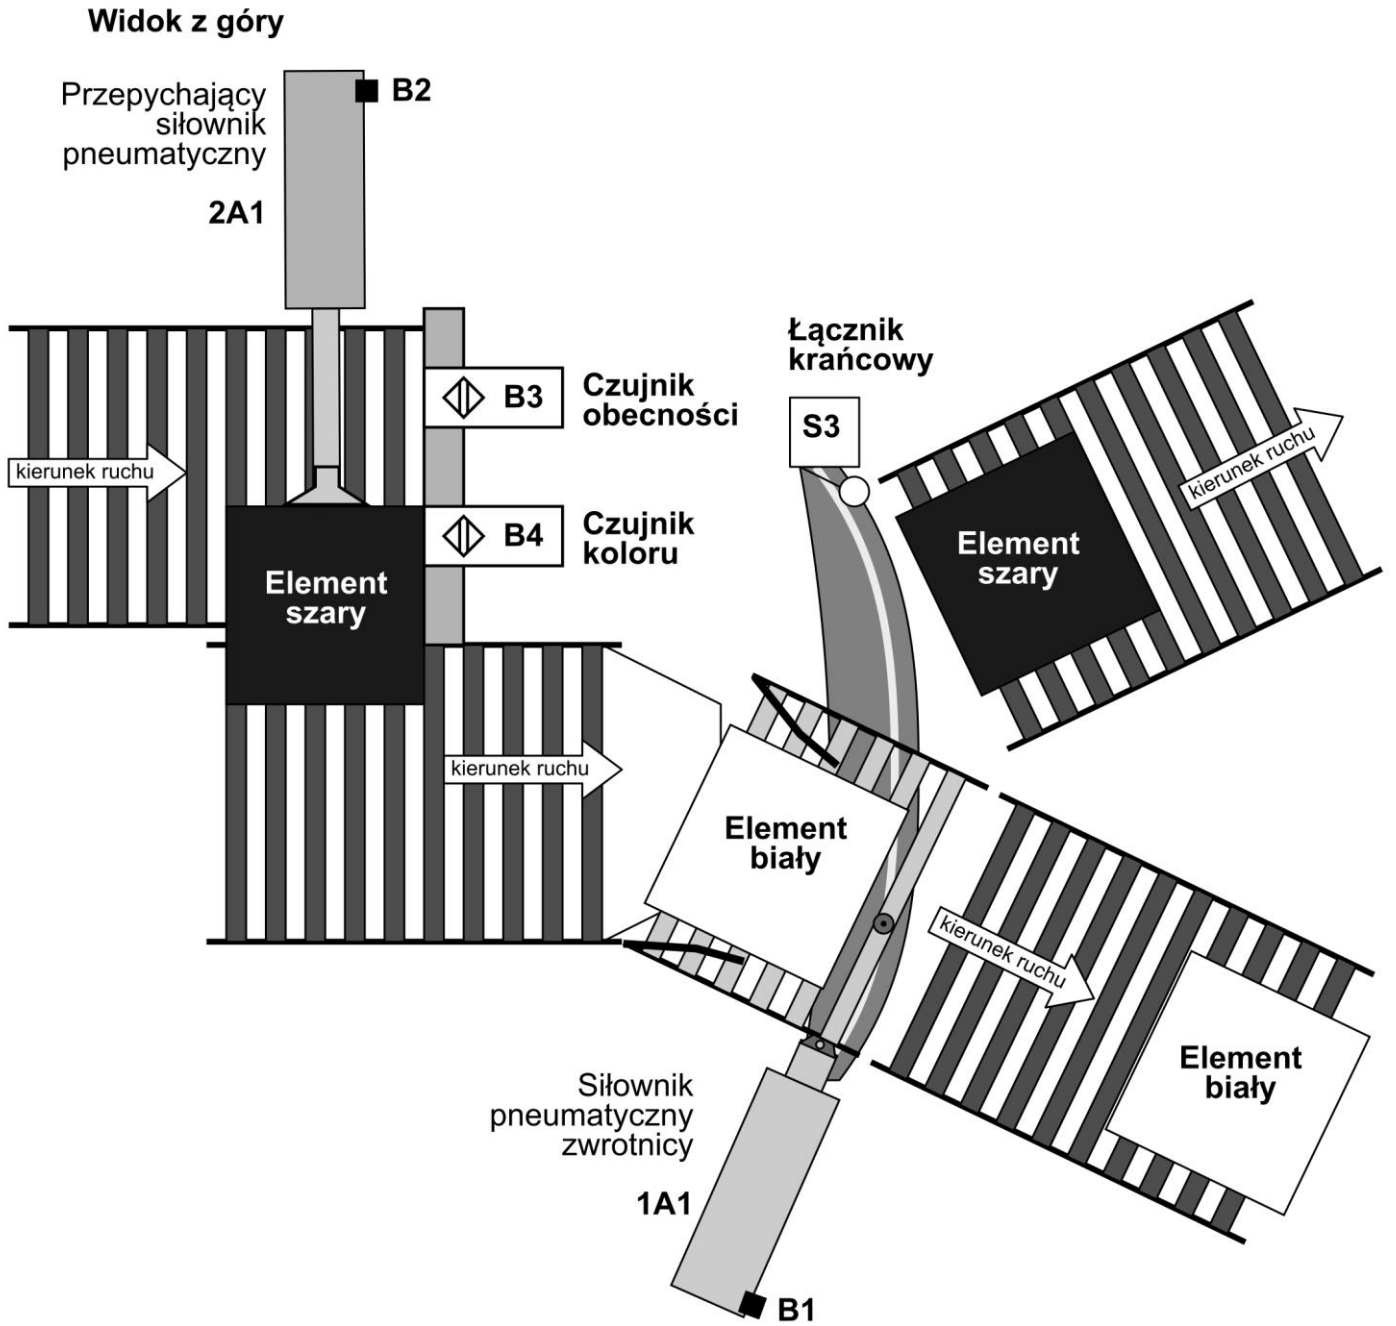 Widok z góry
Przepychający
siłownik
pneumatyczny
2A1
B2
Łącznik
krańcowy
S3
B3
Czujnik
obecności
kierunek ruchu
kierunek ruchu
B4
Czujnik
koloru
Element
szary
Element
szary
kierunek ruchu
Element
biały
kierunek ruchu
Element
biały
Siłownik
pneumatyczny
zwrotnicy
1A1
B1